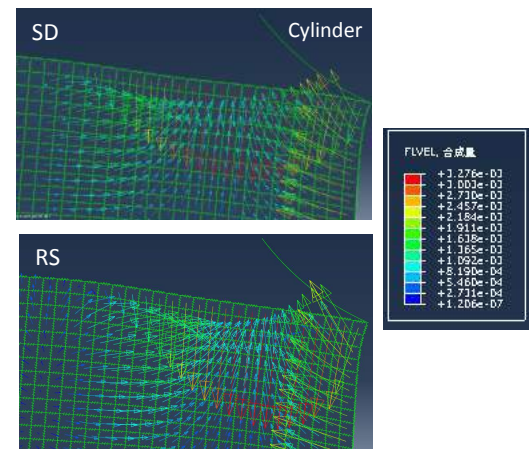 SD
Cylinder
RS
FLVEL, 合成量
+3.276e-03
+3.003e-03
+2.730e-03
+2.457e-03
+2.184e-03
+1.911e-03
+1.638e-03
+1.365e-03
+1.092e-03
+8.190e-04
+5.460e-04
+2.731e-04
+1.206e-07